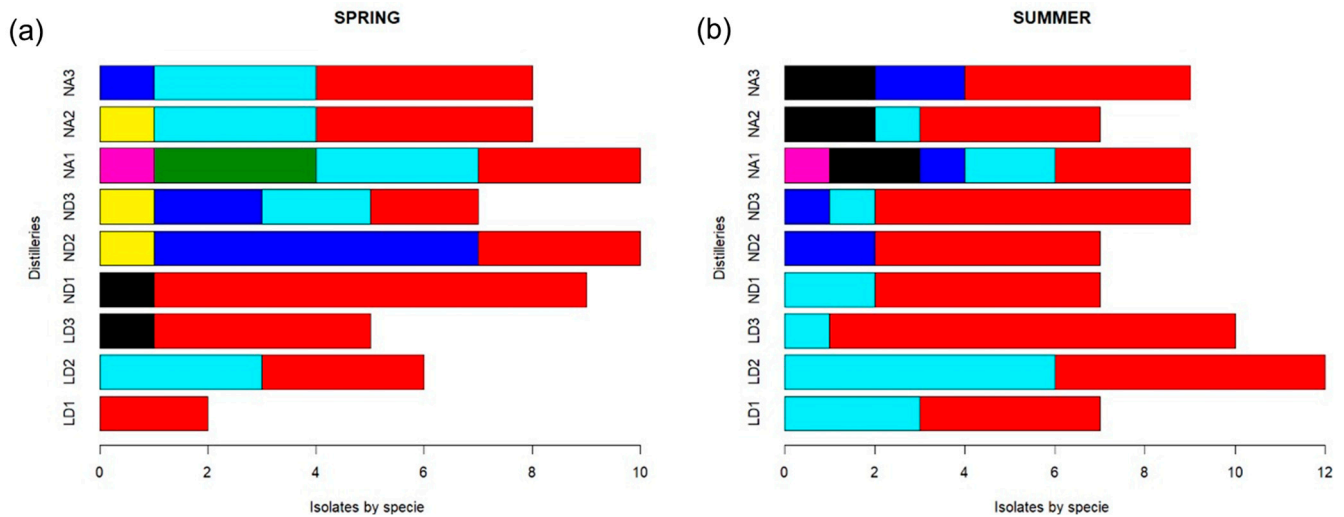 (a)
SPRING
Distilleries
NA3
NA2
NA1
ND3
ND2
ND1
LD3
LD2
LD1
0 2 4 6 8 10
Isolates by specie
(b)
SUMMER
Distilleries
NA3
NA2
NA1
ND3
ND2
ND1
LD3
LD2
LD1
0 2 4 6 8 10 12
Isolates by specie